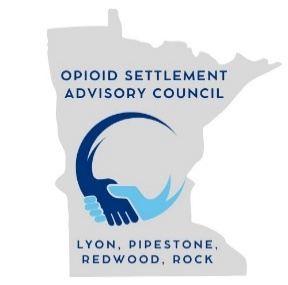 OPIOID SETTLEMENT
ADVISORY COUNCIL
LYON, PIPESTONE,
REDWOOD, ROCK